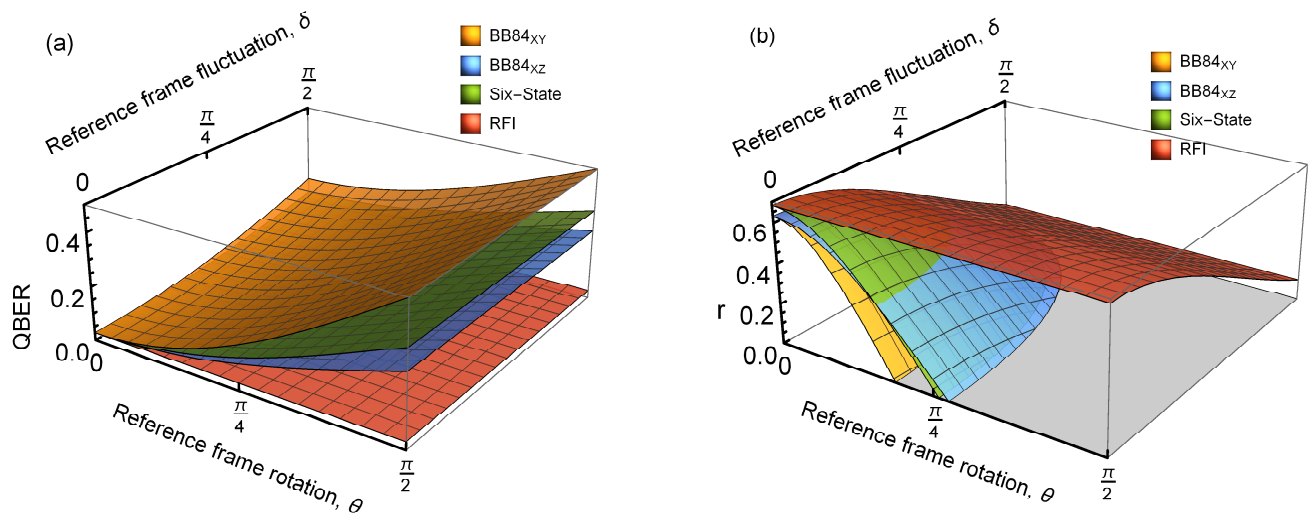 (a)
Reference frame fluctuation, δ
0
π/4
π/2
BB84XY
BB84XZ
Six−State
RFI
QBER
0.4
0.2
0.0
0
π/4
π/2
Reference frame rotation, θ
(b)
Reference frame fluctuation, δ
0
π/4
π/2
BB84XY
BB84XZ
Six−State
RFI
r
0.6
0.4
0.2
0.0
0
π/4
π/2
Reference frame rotation, θ